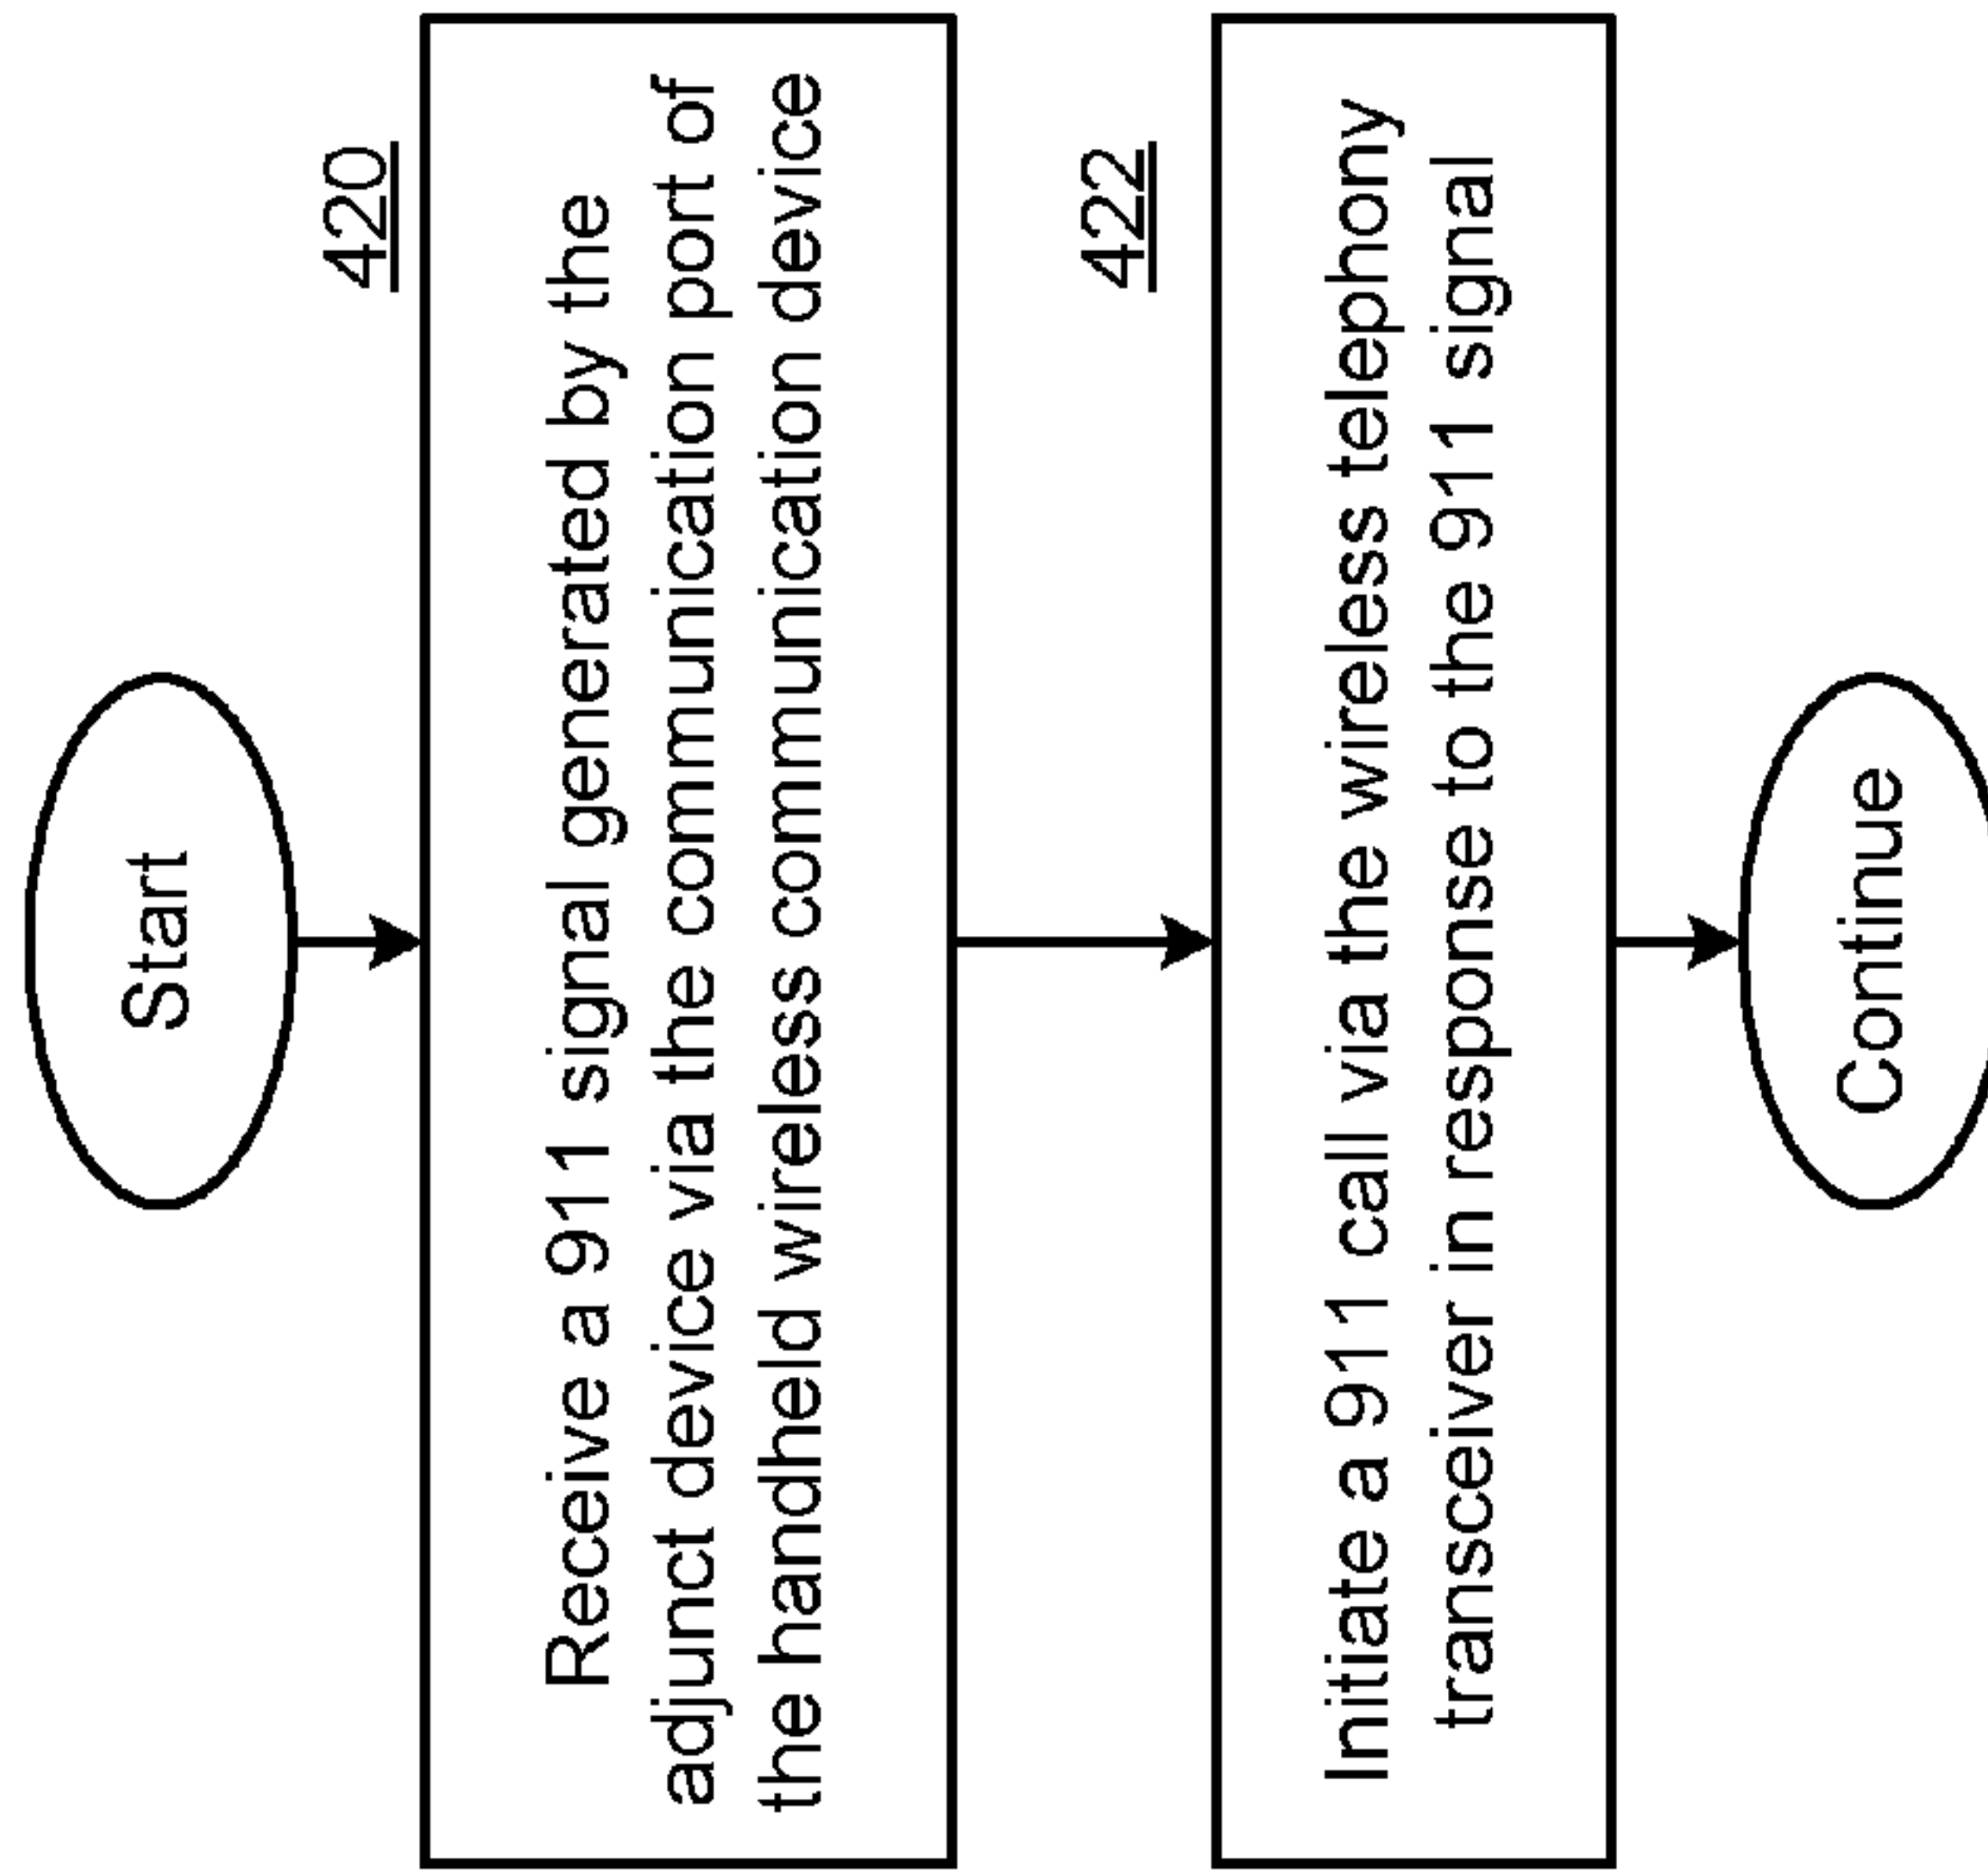 Start
420
Receive a 911 signal generated by the
adjunct device via the communication port of
the handheld wireless communication device
422
Initiate a 911 call via the wireless telephony
transceiver in response to the 911 signal
Continue